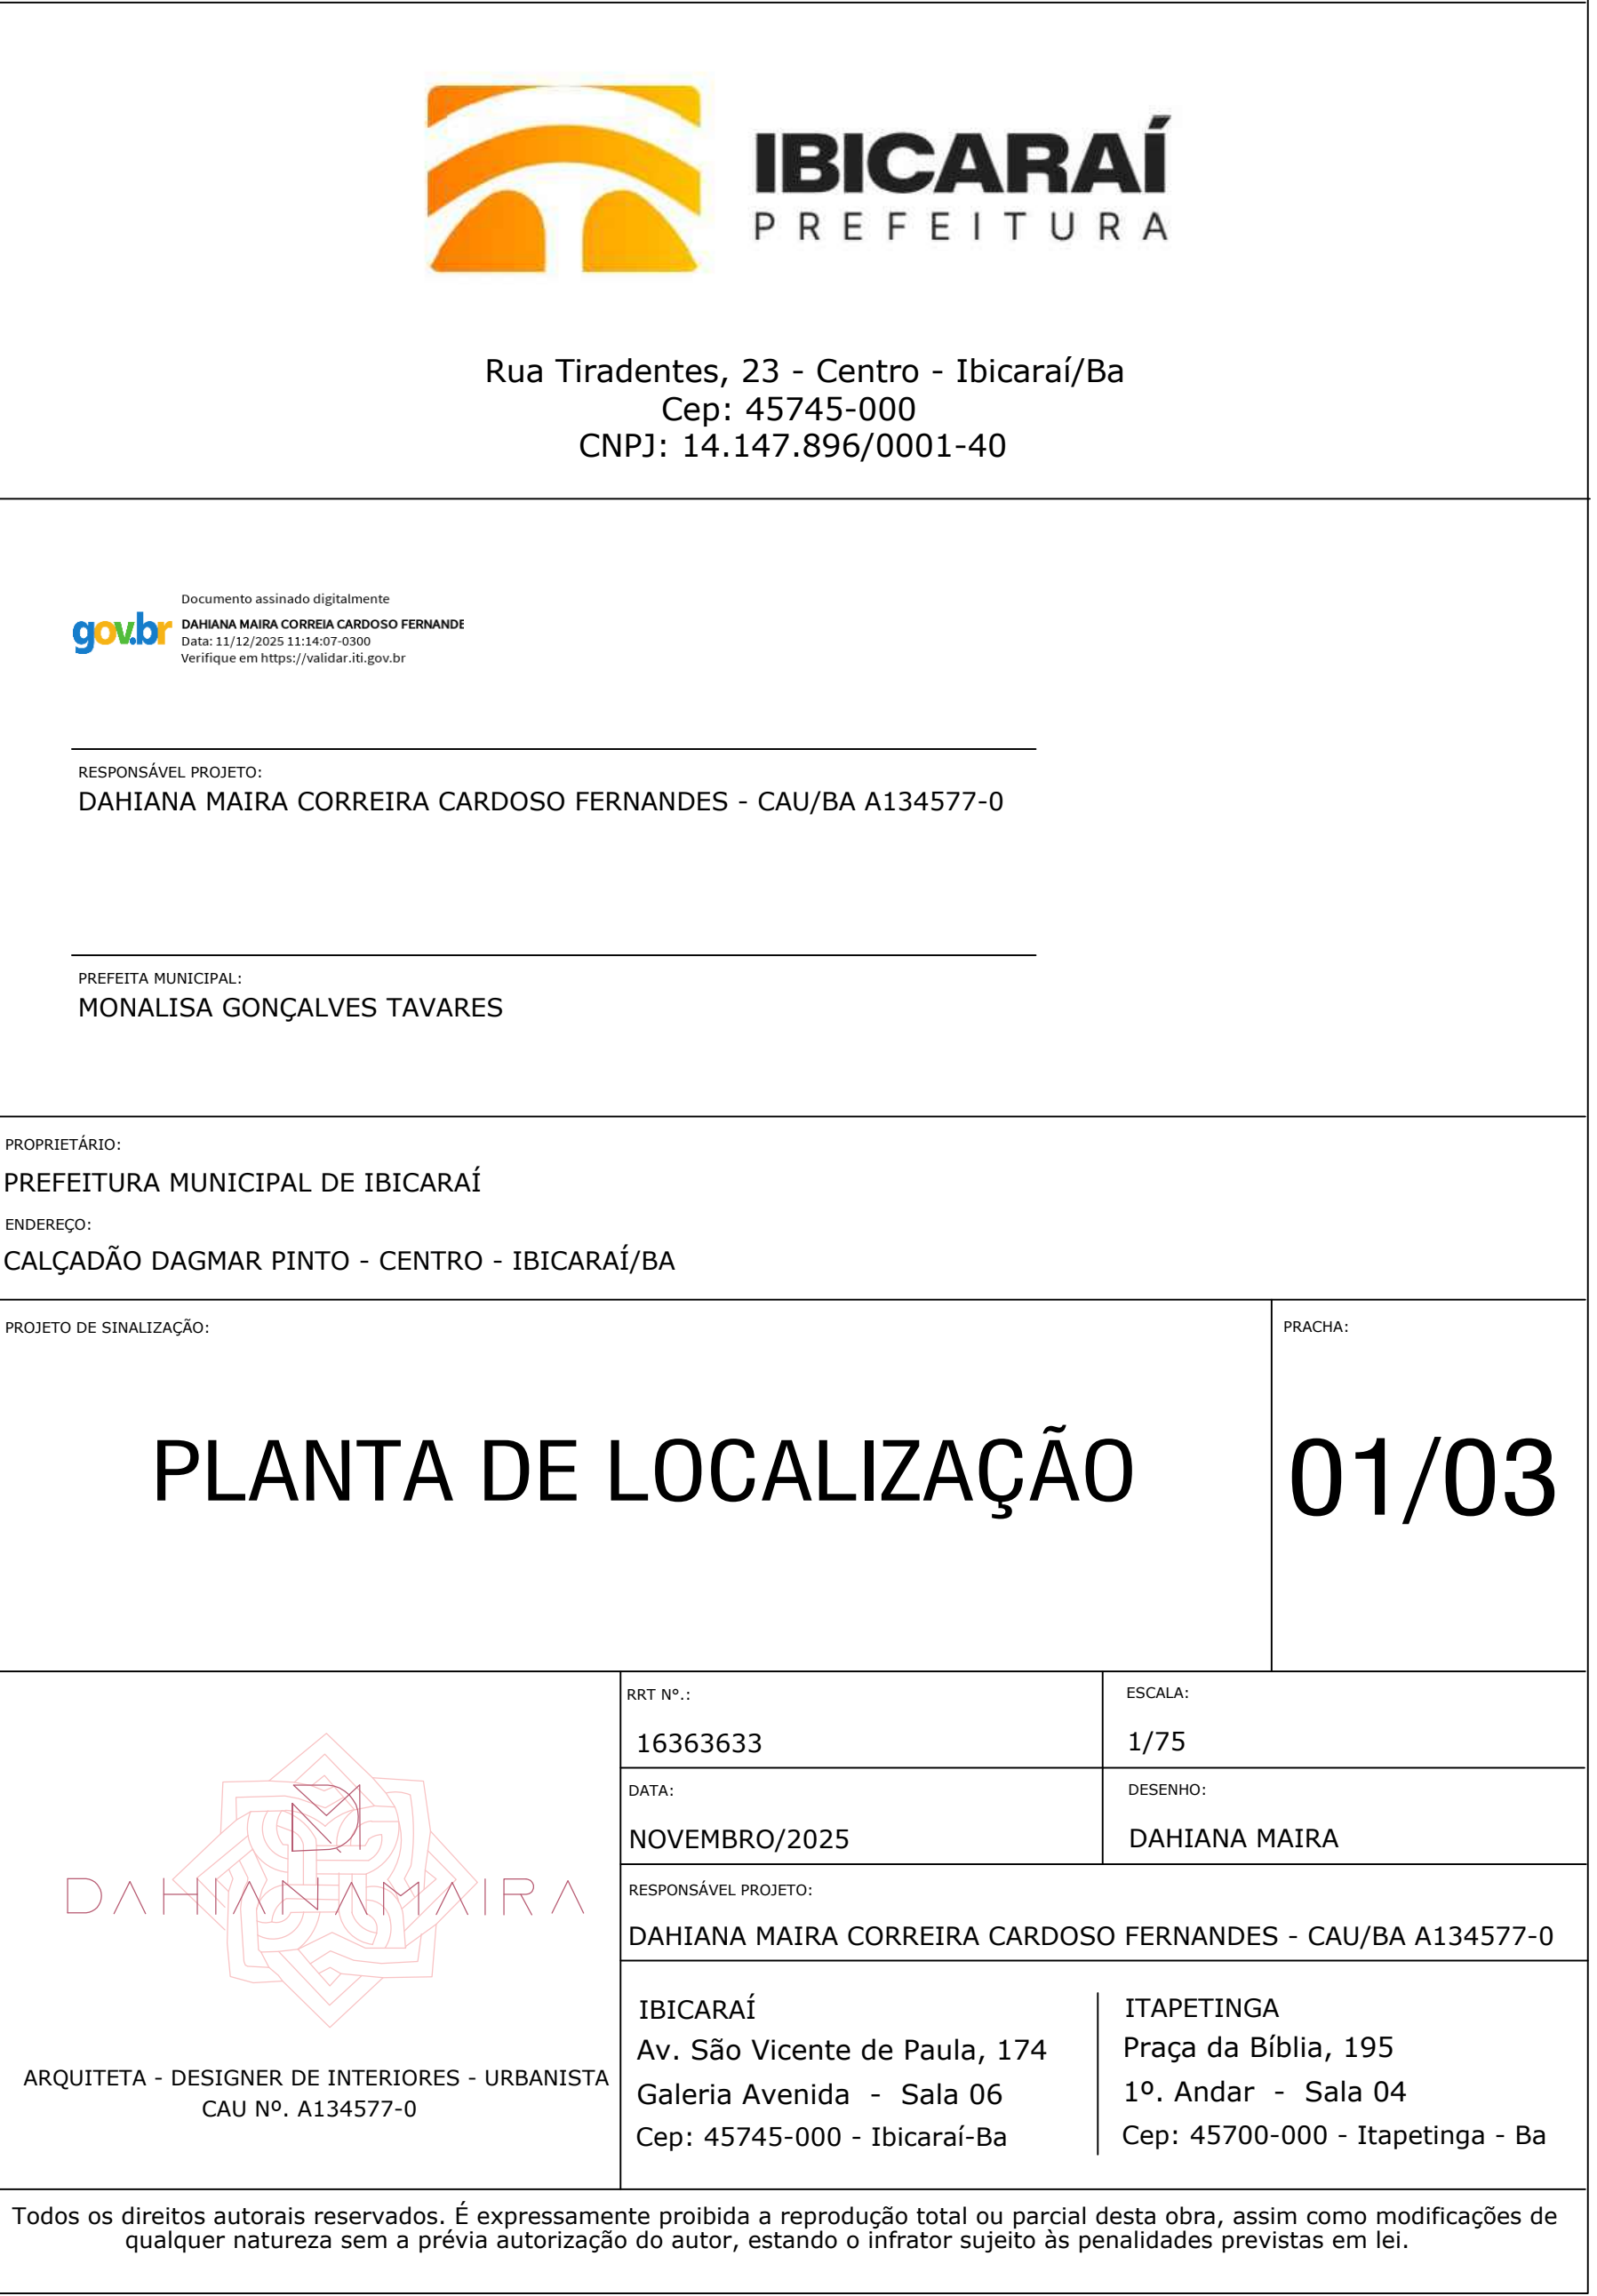 IBICARAÍ
PREFEITURA
Rua Tiradentes, 23 - Centro - Ibicaraí/Ba
Cep: 45745-000
CNPJ: 14.147.896/0001-40
gov.br
Documento assinado digitalmente
DAHIANA MAIRA CORREIA CARDOSO FERNANDE
Data: 11/12/2025 11:14:07-0300
Verifique em https://validar.iti.gov.br
RESPONSÁVEL PROJETO:
DAHIANA MAIRA CORREIRA CARDOSO FERNANDES - CAU/BA A134577-0
PREFEITA MUNICIPAL:
MONALISA GONÇALVES TAVARES
PROPRIETÁRIO:
PREFEITURA MUNICIPAL DE IBICARAÍ
ENDEREÇO:
CALÇADÃO DAGMAR PINTO - CENTRO - IBICARAÍ/BA
PROJETO DE SINALIZAÇÃO:
PLANTA DE LOCALIZAÇÃO
PRACHA:
01/03
DAHIANAMAIRA
ARQUITETA - DESIGNER DE INTERIORES - URBANISTA
CAU Nº. A134577-0
RRT N°.:
16363633
ESCALA:
1/75
DATA:
NOVEMBRO/2025
DESENHO:
DAHIANA MAIRA
RESPONSÁVEL PROJETO:
DAHIANA MAIRA CORREIRA CARDOSO FERNANDES - CAU/BA A134577-0
IBICARAÍ
Av. São Vicente de Paula, 174
Galeria Avenida - Sala 06
Cep: 45745-000 - Ibicaraí-Ba
ITAPETINGA
Praça da Bíblia, 195
1º. Andar - Sala 04
Cep: 45700-000 - Itapetinga - Ba
Todos os direitos autorais reservados. É expressamente proibida a reprodução total ou parcial desta obra, assim como modificações de
qualquer natureza sem a prévia autorização do autor, estando o infrator sujeito às penalidades previstas em lei.